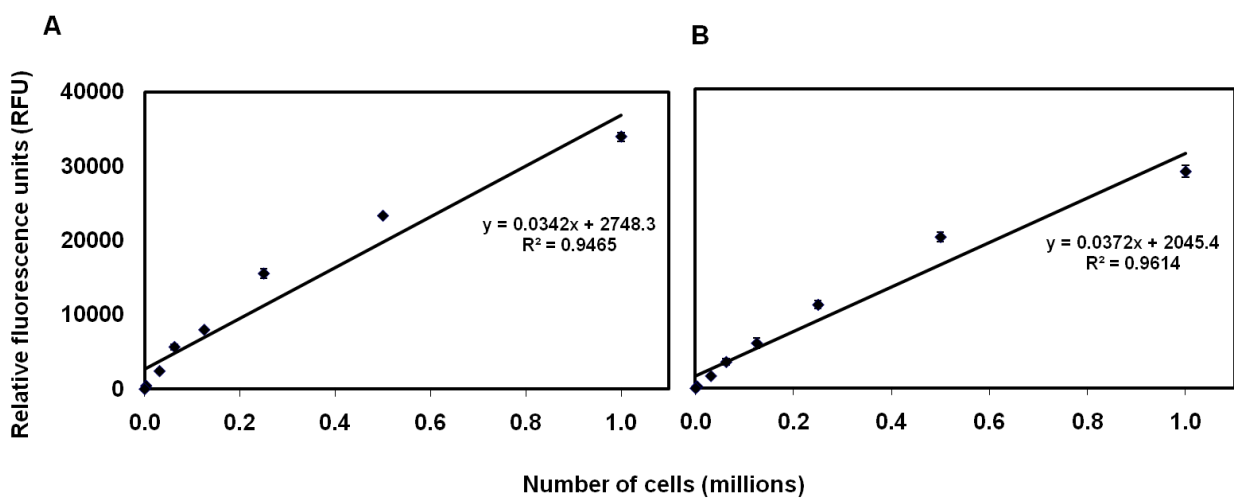 A
B
Relative fluorescence units (RFU)
40000
30000
20000
10000
0
y = 0.0342x + 2748.3
R² = 0.9465
y = 0.0372x + 2045.4
R² = 0.9614
0.0 0.2 0.4 0.6 0.8 1.0
0.0 0.2 0.4 0.6 0.8 1.0
Number of cells (millions)